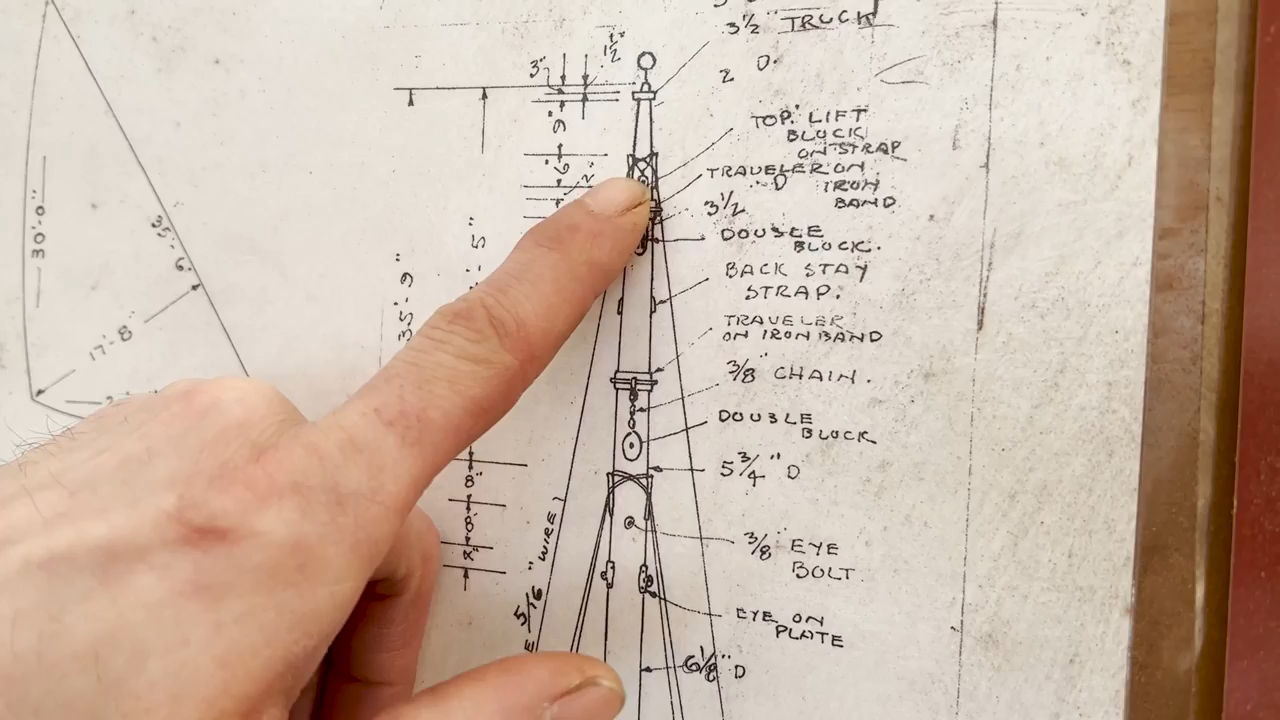 3½" TRUCK
1½"
3"
2 D.
9"
TOP. LIFT
BLOCK
ON STRAP
6"
2"
TRAVELER ON
D IRON
BAND
3½
DOUBLE
BLOCK.
BACK STAY
STRAP.
30'-0"
35'-6"
17'-8"
35'-9"
TRAVELER
ON IRON BAND
3/8" CHAIN.
DOUBLE
BLOCK
5¾" D
8"
8"
3/8" EYE
BOLT
5/16" WIRE
EYE ON
PLATE
6⅛" D